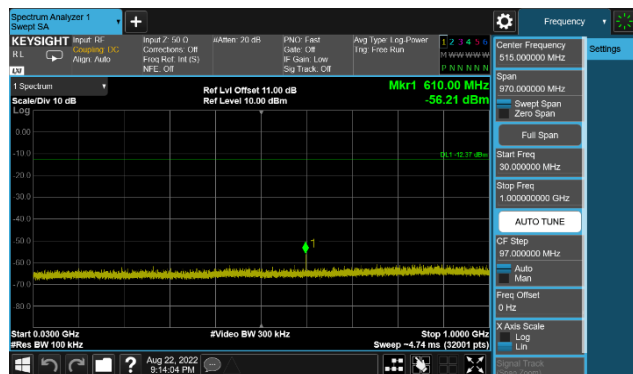 Spectrum Analyzer 1
Swept SA
Frequency
KEYSIGHT
RL
Input: RF
Coupling: DC
Align: Auto
Input Z: 50 Ω
Corrections: Off
Freq Ref: Int (S)
NFE: Off
#Atten: 20 dB
PNO: Fast
Gate: Off
IF Gain: Low
Sig Track: Off
Avg Type: Log-Power
Trig: Free Run
1 2 3 4 5 6
M W W W W W
P N N N N N
LXI
1 Spectrum
Scale/Div 10 dB
Ref Lvl Offset 11.00 dB
Ref Level 10.00 dBm
Mkr1 610.00 MHz
-56.21 dBm
Log
0.00
-10.0
-20.0
-30.0
-40.0
-50.0
-60.0
-70.0
-80.0
DL1 -12.37 dBm
1
Start 0.0300 GHz
#Res BW 100 kHz
#Video BW 300 kHz
Stop 1.0000 GHz
Sweep ~4.74 ms (32001 pts)
Aug 22, 2022
9:14:04 PM
?
Settings
Center Frequency
515.000000 MHz
Span
970.000000 MHz
Swept Span
Zero Span
Full Span
Start Freq
30.000000 MHz
Stop Freq
1.000000000 GHz
AUTO TUNE
CF Step
97.000000 MHz
Auto
Man
Freq Offset
0 Hz
X Axis Scale
Log
Lin
Signal Track